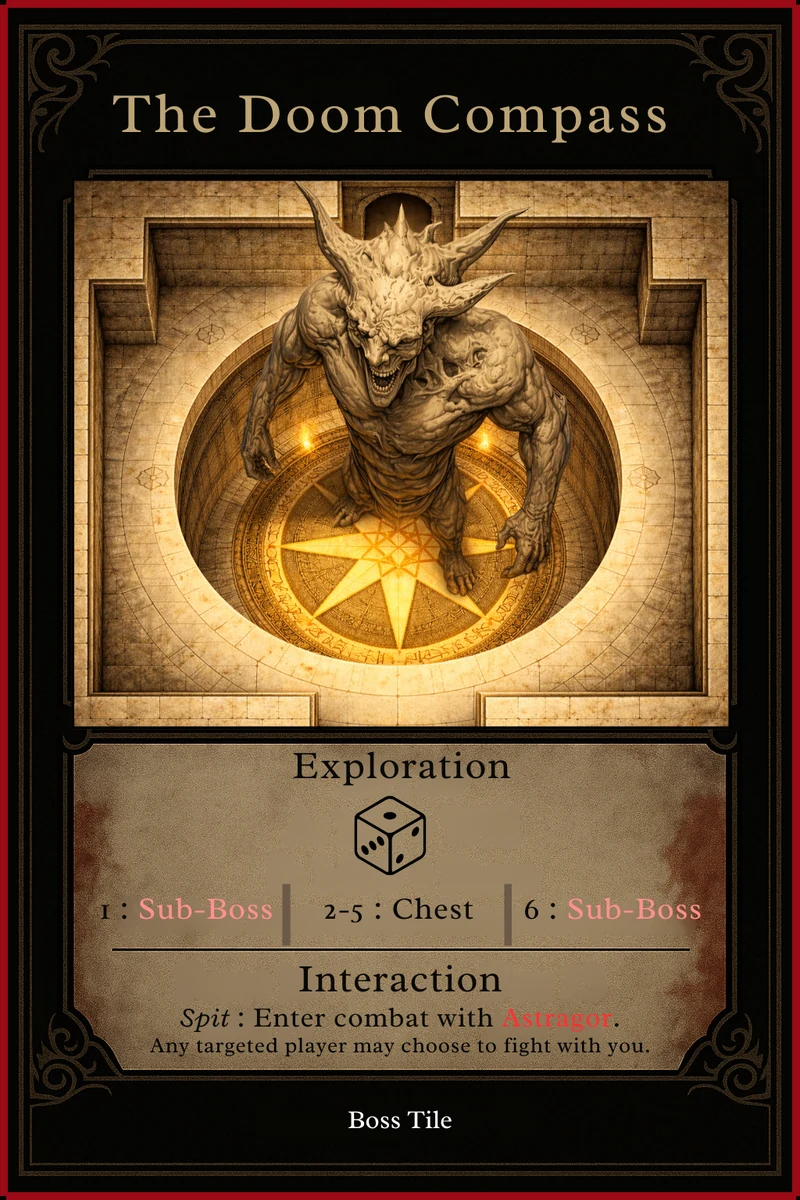 The Doom Compass
Exploration
1 : Sub-Boss
2-5 : Chest
6 : Sub-Boss
Interaction
Spit : Enter combat with Astragor.
Any targeted player may choose to fight with you.
Boss Tile